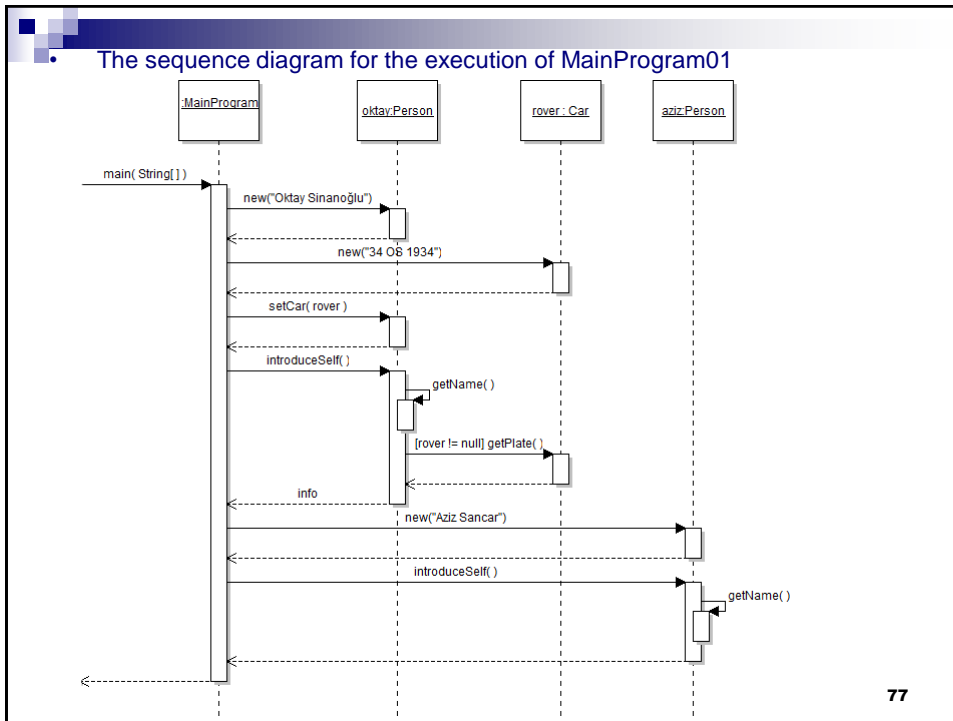 • The sequence diagram for the execution of MainProgram01
:MainProgram
oktay:Person
rover : Car
aziz:Person
main( String[ ] )
new("Oktay Sinanoğlu")
new("34 OS 1934")
setCar( rover )
introduceSelf( )
getName( )
[rover != null] getPlate( )
info
new("Aziz Sancar")
introduceSelf( )
getName( )
77